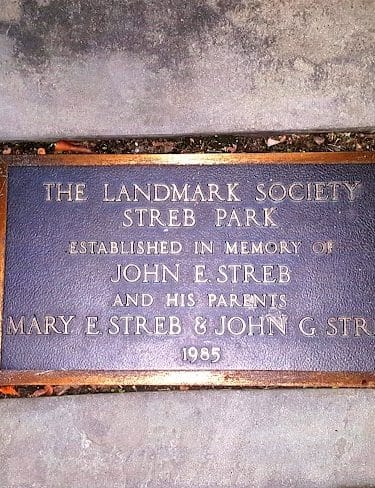 THE LANDMARK SOCIETY
STREB PARK
ESTABLISHED IN MEMORY OF
JOHN E. STREB
AND HIS PARENTS
MARY E. STREB & JOHN G. STR
1985